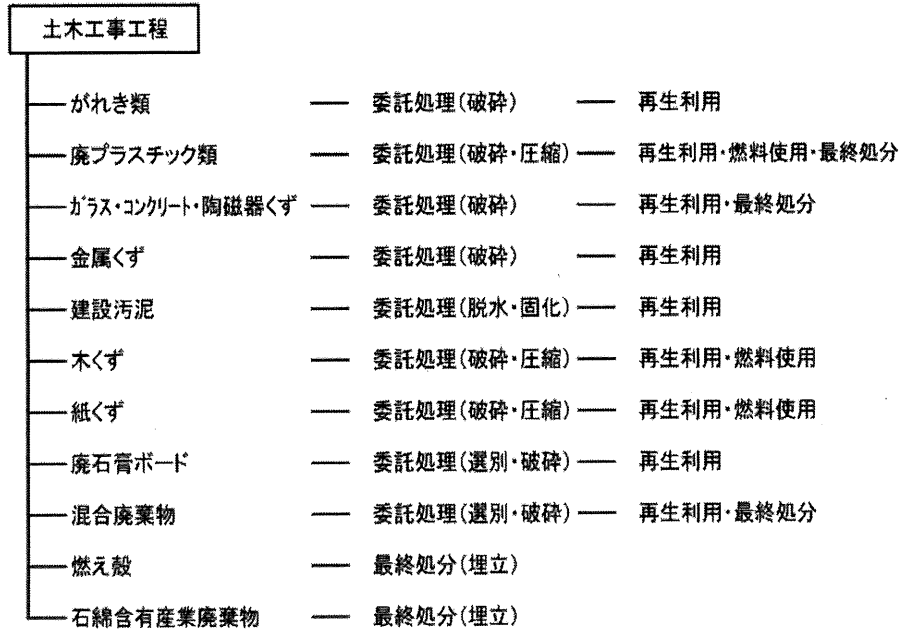 土木工事工程
がれき類 委託処理(破砕) 再生利用
廃プラスチック類 委託処理(破砕・圧縮) 再生利用・燃料使用・最終処分
ガラス・コンクリート・陶磁器くず 委託処理(破砕) 再生利用・最終処分
金属くず 委託処理(破砕) 再生利用
建設汚泥 委託処理(脱水・固化) 再生利用
木くず 委託処理(破砕・圧縮) 再生利用・燃料使用
紙くず 委託処理(破砕・圧縮) 再生利用・燃料使用
廃石膏ボード 委託処理(選別・破砕) 再生利用
混合廃棄物 委託処理(選別・破砕) 再生利用・最終処分
燃え殻 最終処分(埋立)
石綿含有産業廃棄物 最終処分(埋立)